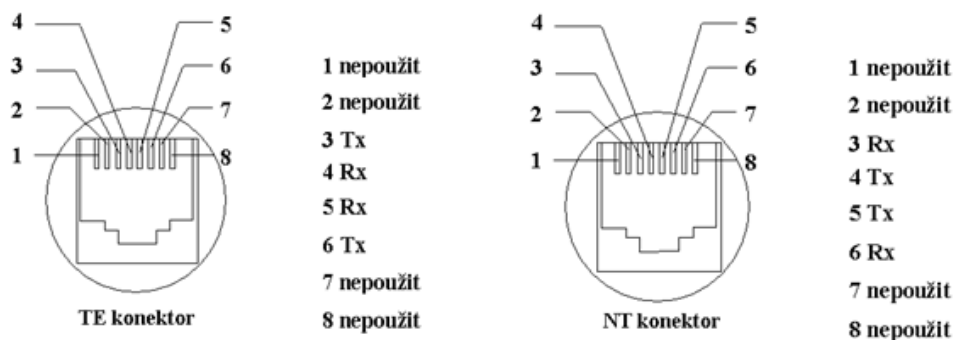 4
5
3
6
2
7
1
8
TE konektor
1 nepoužit
2 nepoužit
3 Tx
4 Rx
5 Rx
6 Tx
7 nepoužit
8 nepoužit
4
5
3
6
2
7
1
8
NT konektor
1 nepoužit
2 nepoužit
3 Rx
4 Tx
5 Tx
6 Rx
7 nepoužit
8 nepoužit